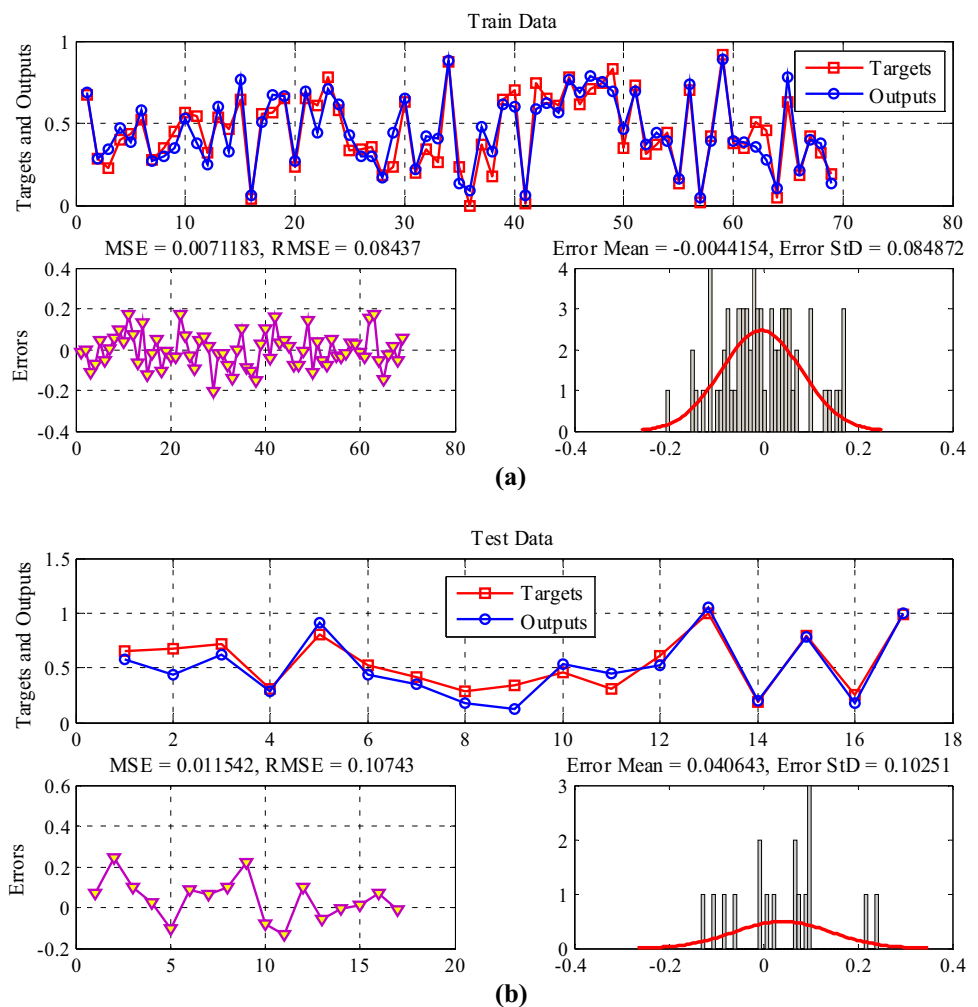 Train Data
Targets and Outputs
1
0.5
0
Targets
Outputs
0 10 20 30 40 50 60 70 80
MSE = 0.0071183, RMSE = 0.08437
Errors
0.4
0.2
0
-0.2
-0.4
0 20 40 60 80
Error Mean = -0.0044154, Error StD = 0.084872
4
3
2
1
0
-0.4 -0.2 0 0.2 0.4
(a)
Test Data
Targets and Outputs
1.5
1
0.5
0
Targets
Outputs
0 2 4 6 8 10 12 14 16 18
MSE = 0.011542, RMSE = 0.10743
Errors
0.6
0.4
0.2
0
-0.2
0 5 10 15 20
Error Mean = 0.040643, Error StD = 0.10251
3
2
1
0
-0.4 -0.2 0 0.2 0.4
(b)